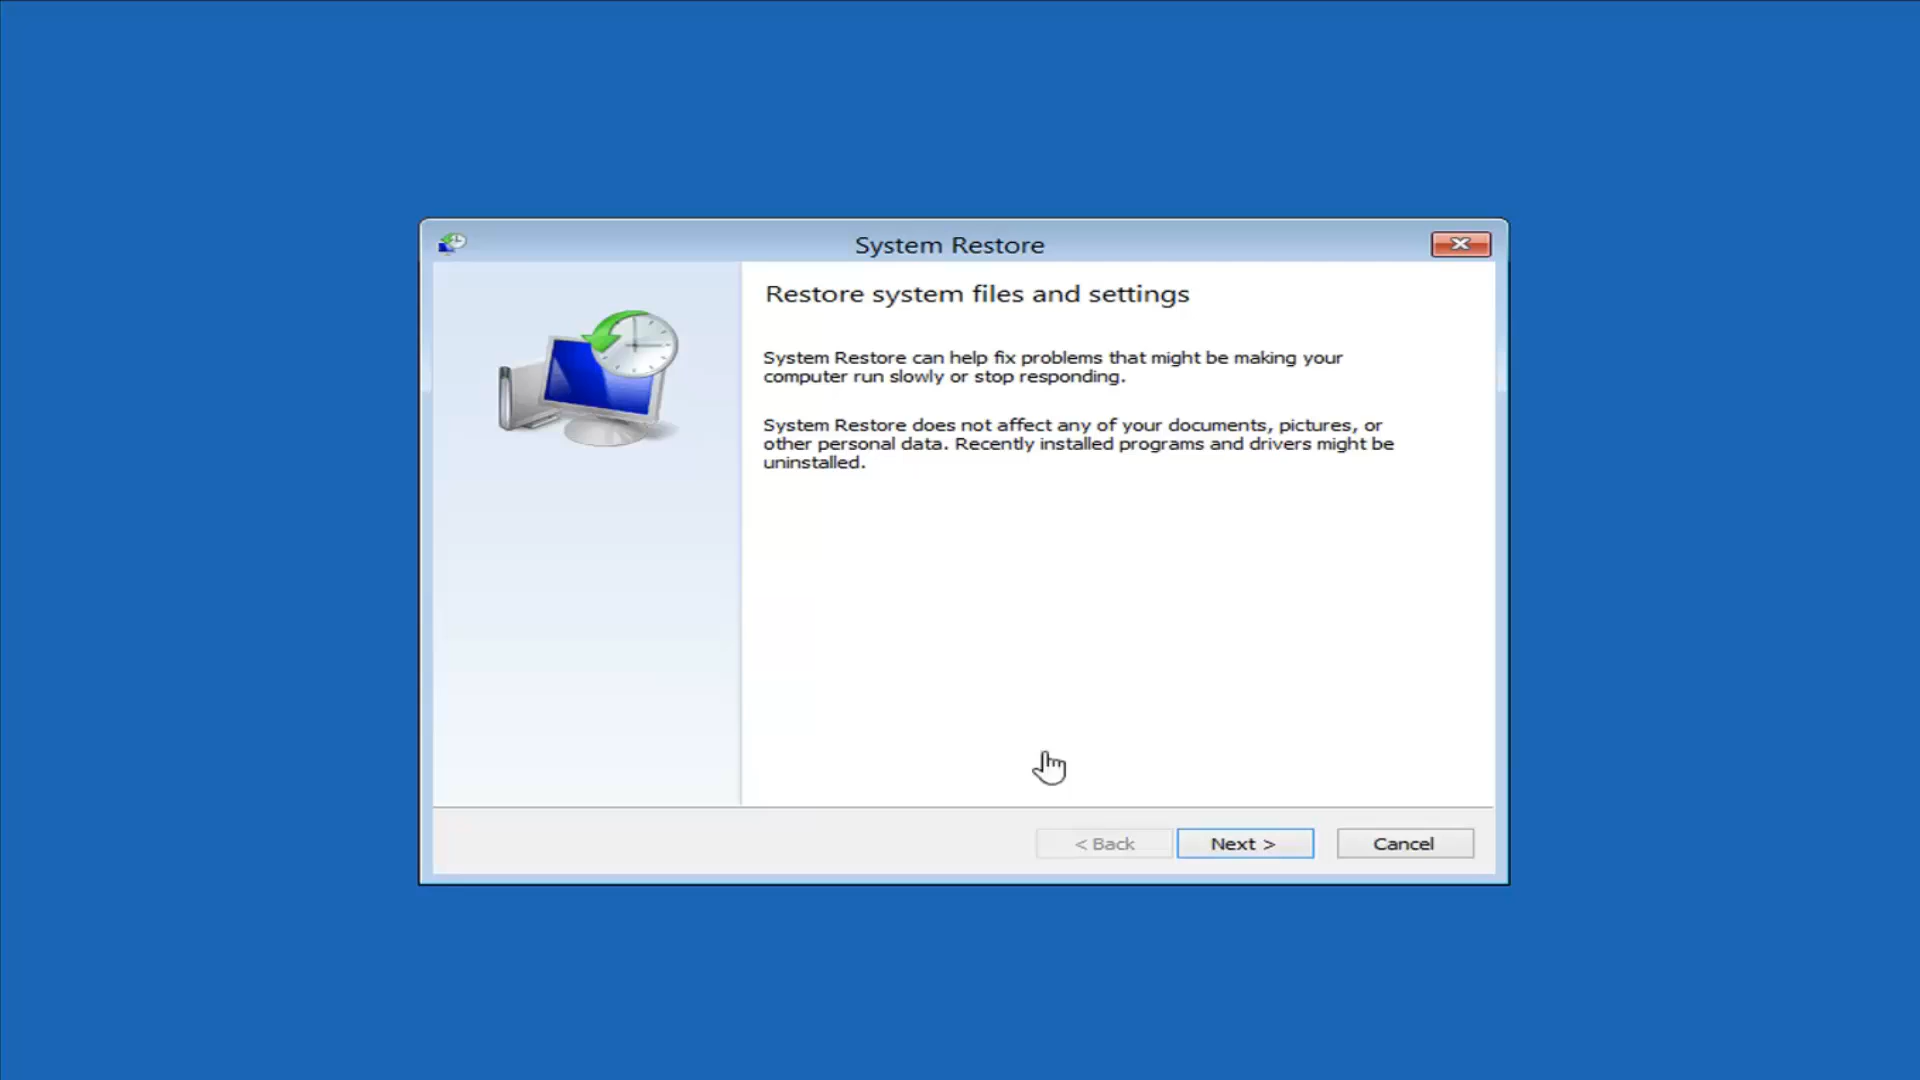 System Restore
Restore system files and settings
System Restore can help fix problems that might be making your
computer run slowly or stop responding.
System Restore does not affect any of your documents, pictures, or
other personal data. Recently installed programs and drivers might be
uninstalled.
< Back
Next >
Cancel